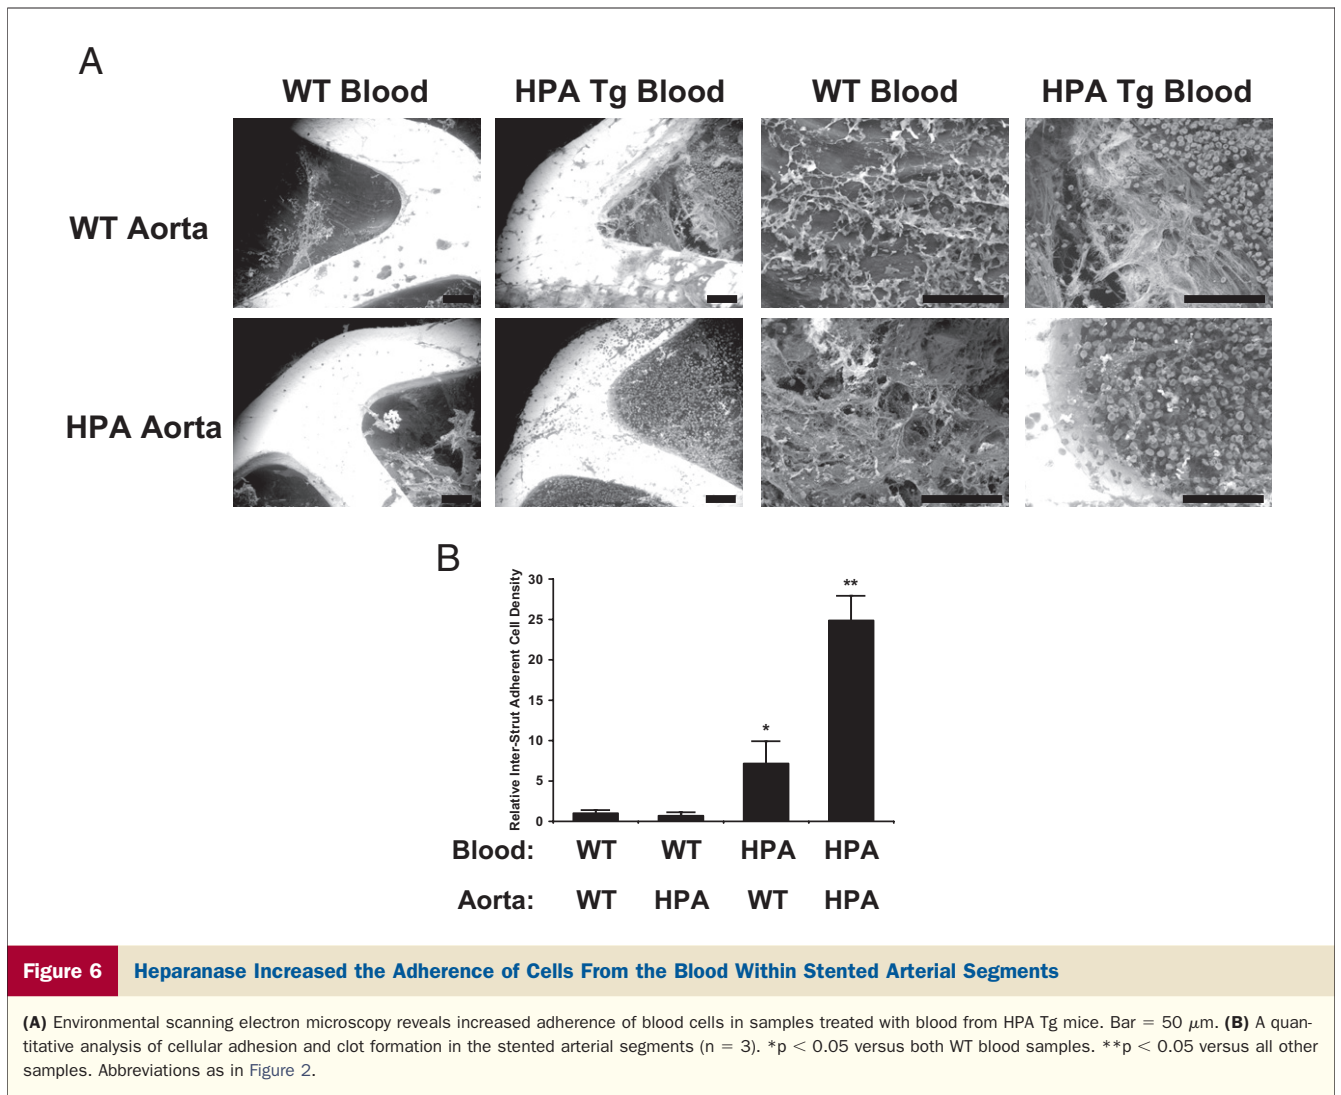 A
WT Blood HPA Tg Blood WT Blood HPA Tg Blood
WT Aorta
HPA Aorta
B
Relative Inter-Strut Adherent Cell Density
30
25
20
15
10
5
0
*
**
Blood: WT WT HPA HPA
Aorta: WT HPA WT HPA
Figure 6 Heparanase Increased the Adherence of Cells From the Blood Within Stented Arterial Segments
(A) Environmental scanning electron microscopy reveals increased adherence of blood cells in samples treated with blood from HPA Tg mice. Bar = 50 μm. (B) A quan-
titative analysis of cellular adhesion and clot formation in the stented arterial segments (n = 3). *p < 0.05 versus both WT blood samples. **p < 0.05 versus all other
samples. Abbreviations as in Figure 2.